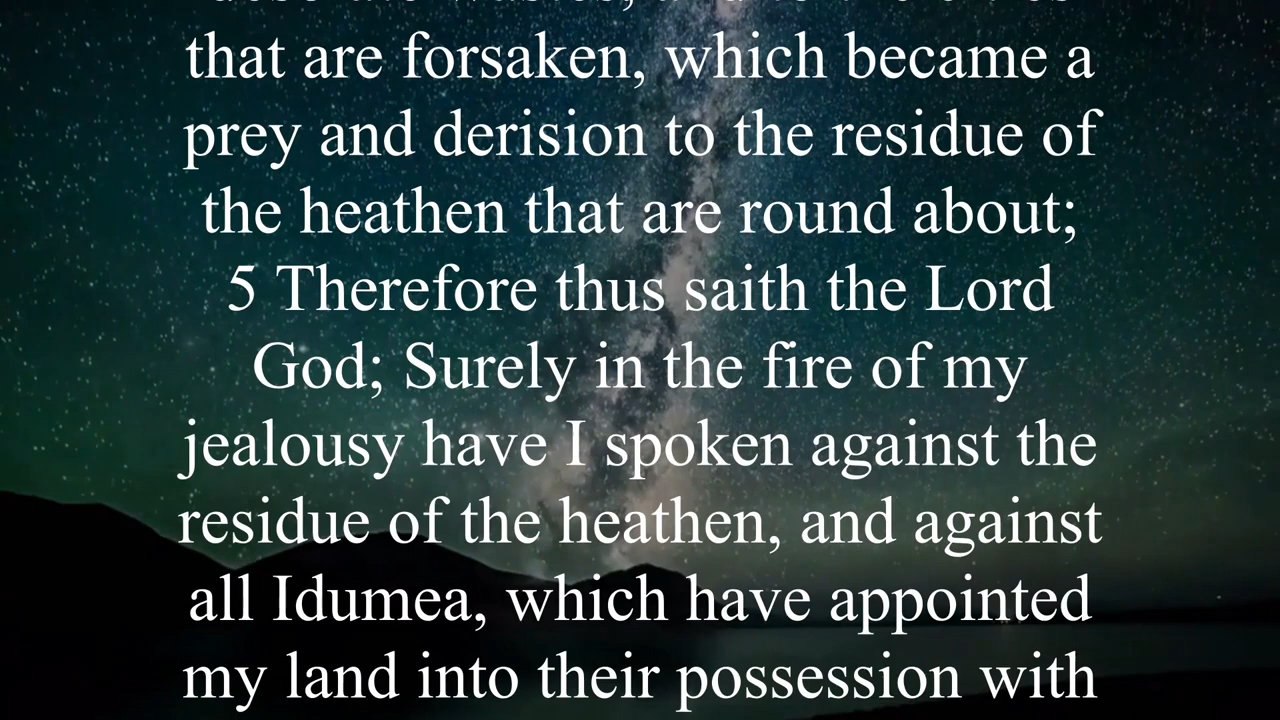 that are forsaken, which became a
prey and derision to the residue of
the heathen that are round about;
5 Therefore thus saith the Lord
God; Surely in the fire of my
jealousy have I spoken against the
residue of the heathen, and against
all Idumea, which have appointed
my land into their possession with